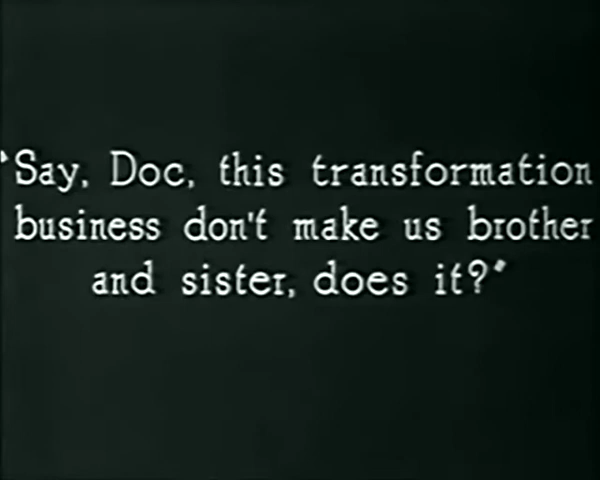 "Say, Doc, this transformation
business don't make us brother
and sister, does it?"